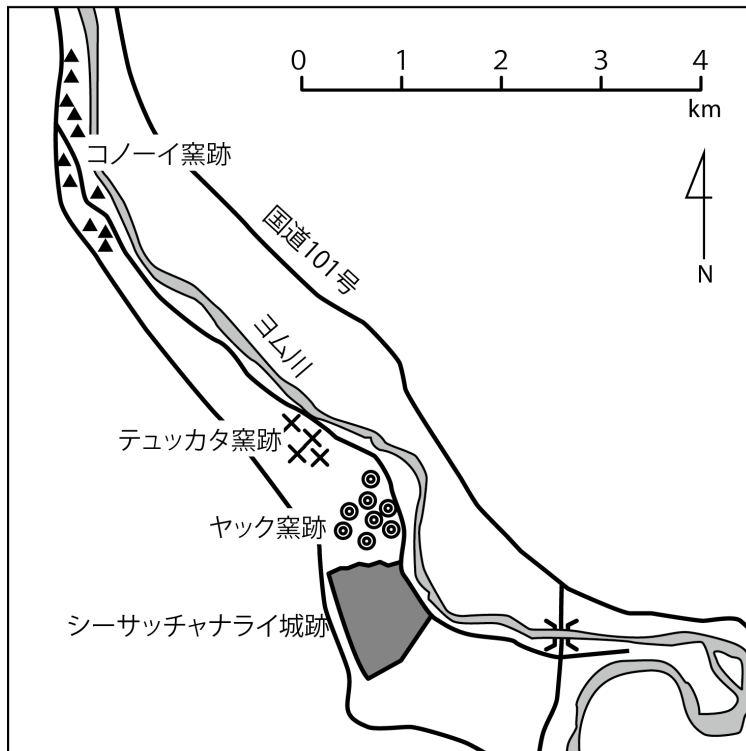 0 1 2 3 4
km
コノーイ窯跡
国道101号
N
ヨム川
テュッカタ窯跡
ヤック窯跡
シーサッチャナライ城跡